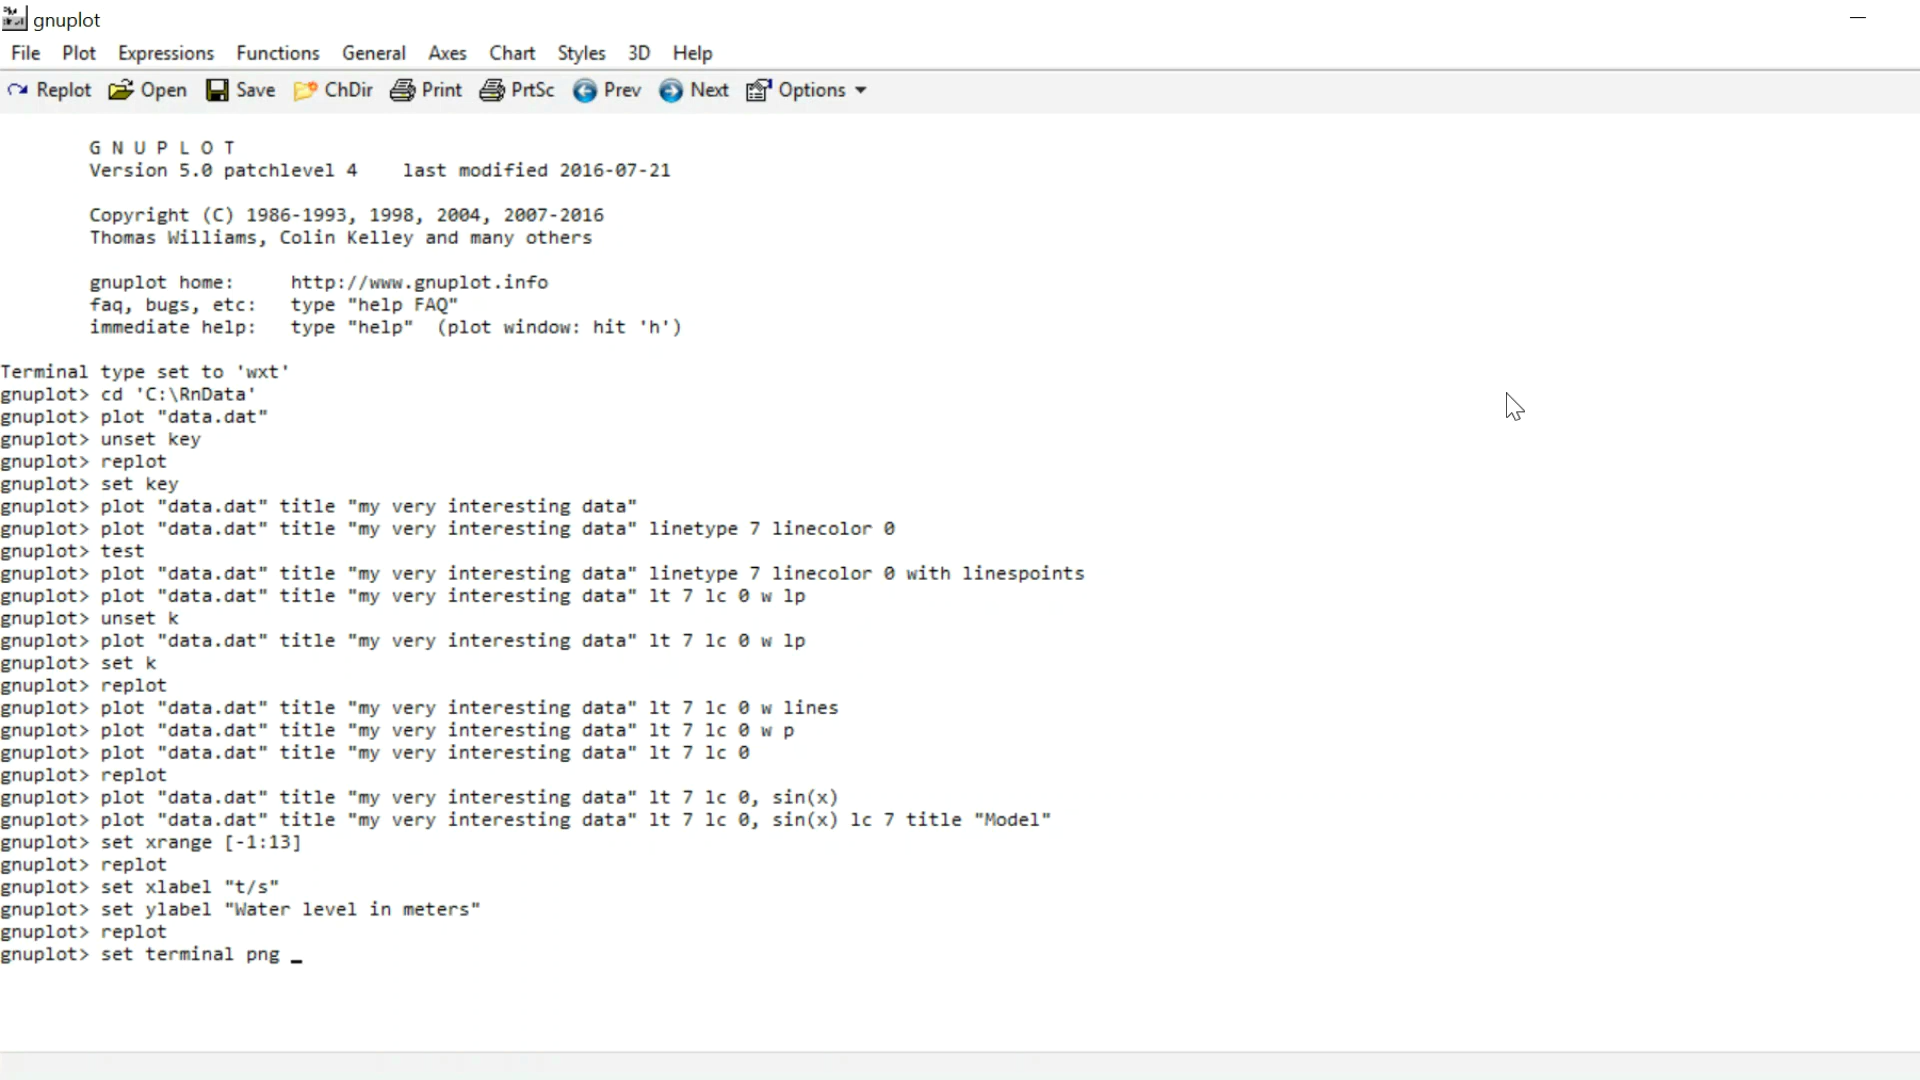 gnuplot
File Plot Expressions Functions General Axes Chart Styles 3D Help
Replot Open Save ChDir Print PrtSc Prev Next Options
G N U P L O T
Version 5.0 patchlevel 4    last modified 2016-07-21
Copyright (C) 1986-1993, 1998, 2004, 2007-2016
Thomas Williams, Colin Kelley and many others
gnuplot home:     http://www.gnuplot.info
faq, bugs, etc:   type "help FAQ"
immediate help:   type "help"  (plot window: hit 'h')
Terminal type set to 'wxt'
gnuplot> cd 'C:\RnData'
gnuplot> plot "data.dat"
gnuplot> unset key
gnuplot> replot
gnuplot> set key
gnuplot> plot "data.dat" title "my very interesting data"
gnuplot> plot "data.dat" title "my very interesting data" linetype 7 linecolor 0
gnuplot> test
gnuplot> plot "data.dat" title "my very interesting data" linetype 7 linecolor 0 with linespoints
gnuplot> plot "data.dat" title "my very interesting data" lt 7 lc 0 w lp
gnuplot> unset k
gnuplot> plot "data.dat" title "my very interesting data" lt 7 lc 0 w lp
gnuplot> set k
gnuplot> replot
gnuplot> plot "data.dat" title "my very interesting data" lt 7 lc 0 w lines
gnuplot> plot "data.dat" title "my very interesting data" lt 7 lc 0 w p
gnuplot> plot "data.dat" title "my very interesting data" lt 7 lc 0
gnuplot> replot
gnuplot> plot "data.dat" title "my very interesting data" lt 7 lc 0, sin(x)
gnuplot> plot "data.dat" title "my very interesting data" lt 7 lc 0, sin(x) lc 7 title "Model"
gnuplot> set xrange [-1:13]
gnuplot> replot
gnuplot> set xlabel "t/s"
gnuplot> set ylabel "Water level in meters"
gnuplot> replot
gnuplot> set terminal png _